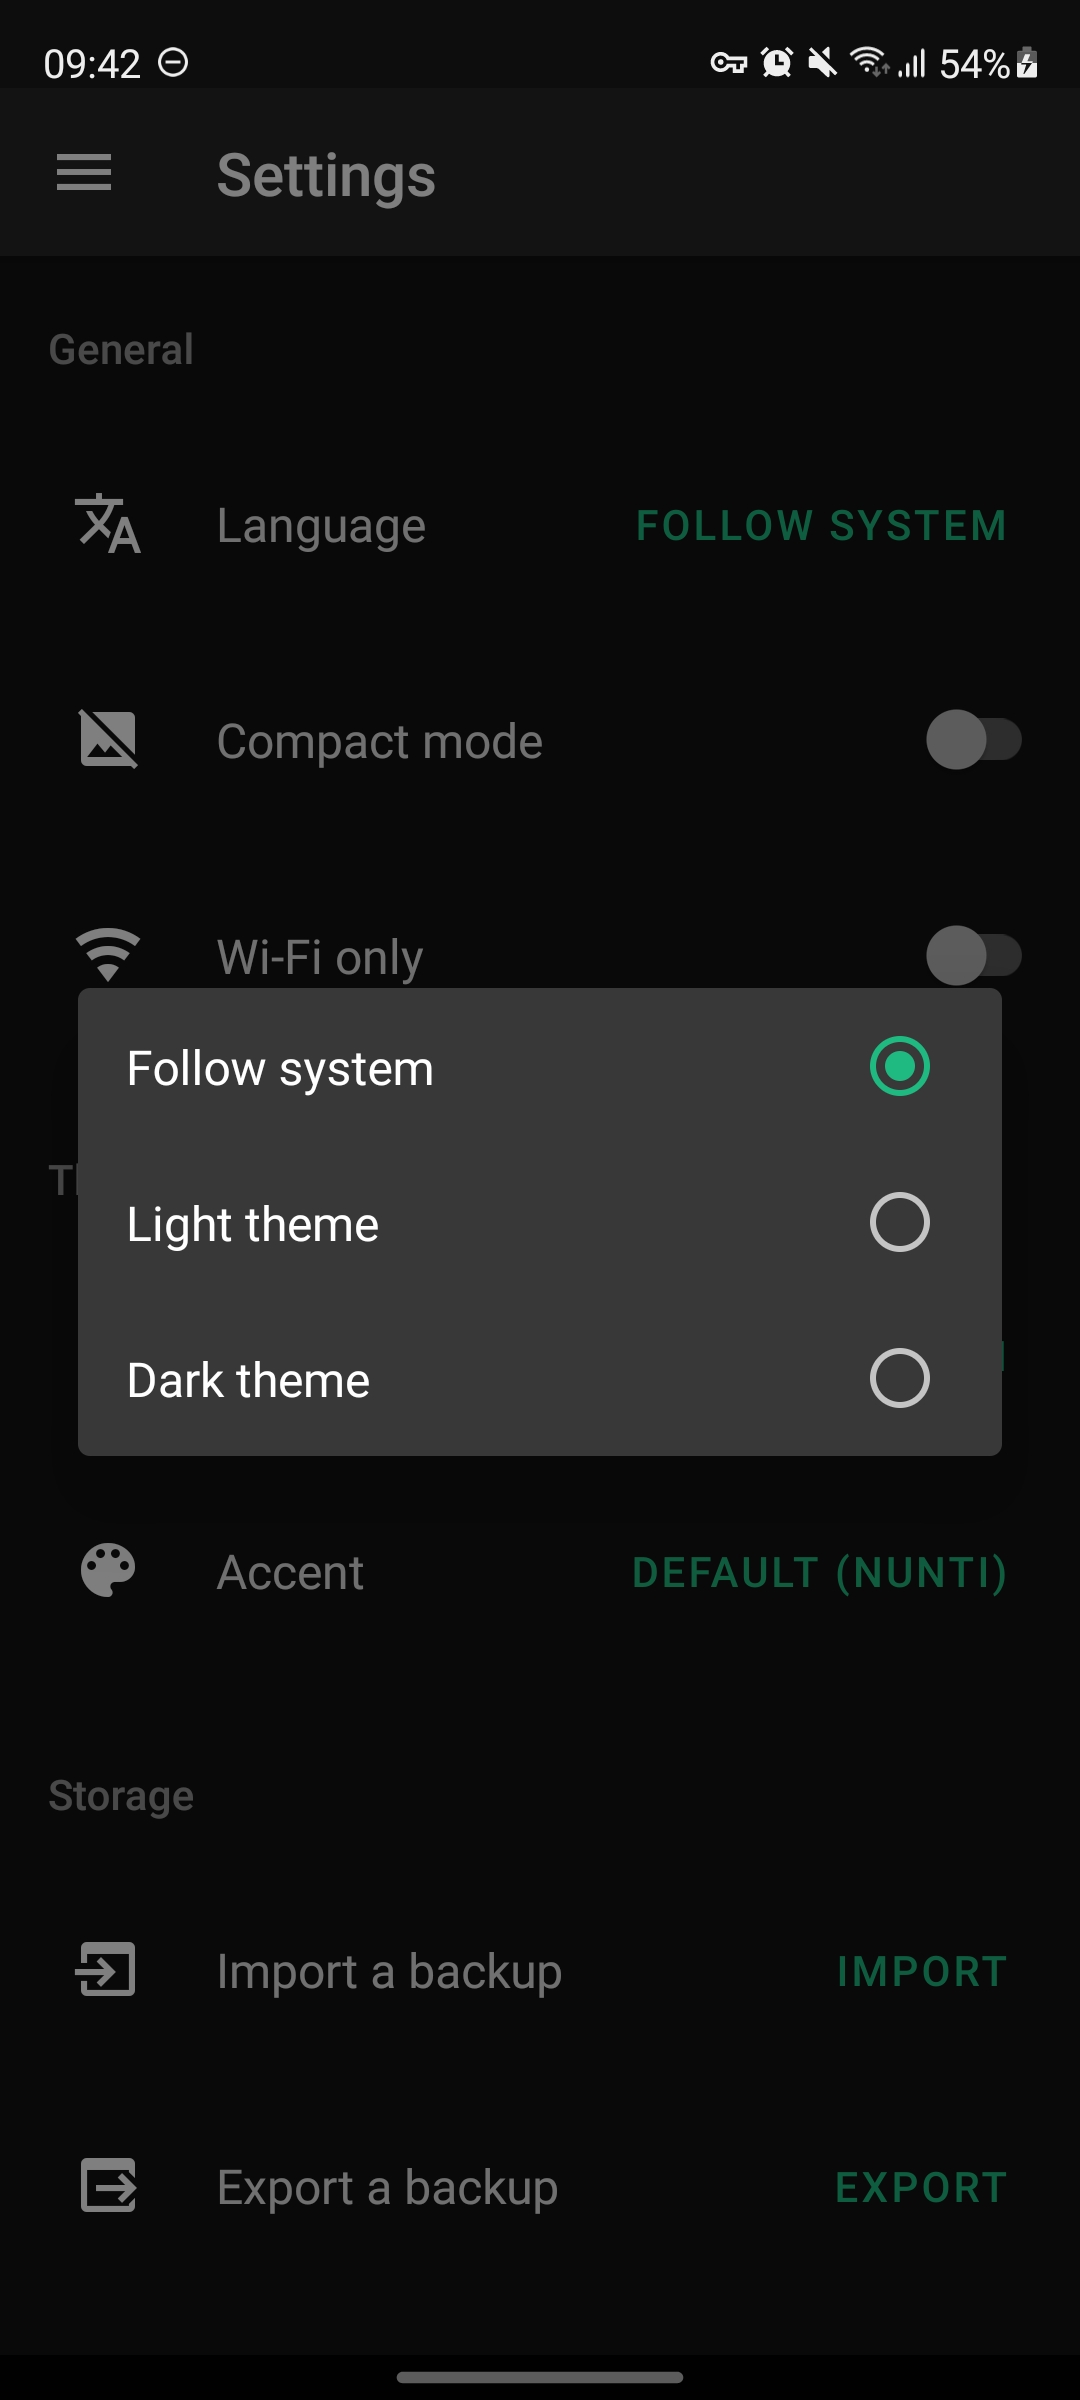 09:42 54%
Settings
General
Language FOLLOW SYSTEM
Compact mode
Wi-Fi only
Follow system
Light theme
Dark theme
Accent DEFAULT (NUNTI)
Storage
Import a backup IMPORT
Export a backup EXPORT